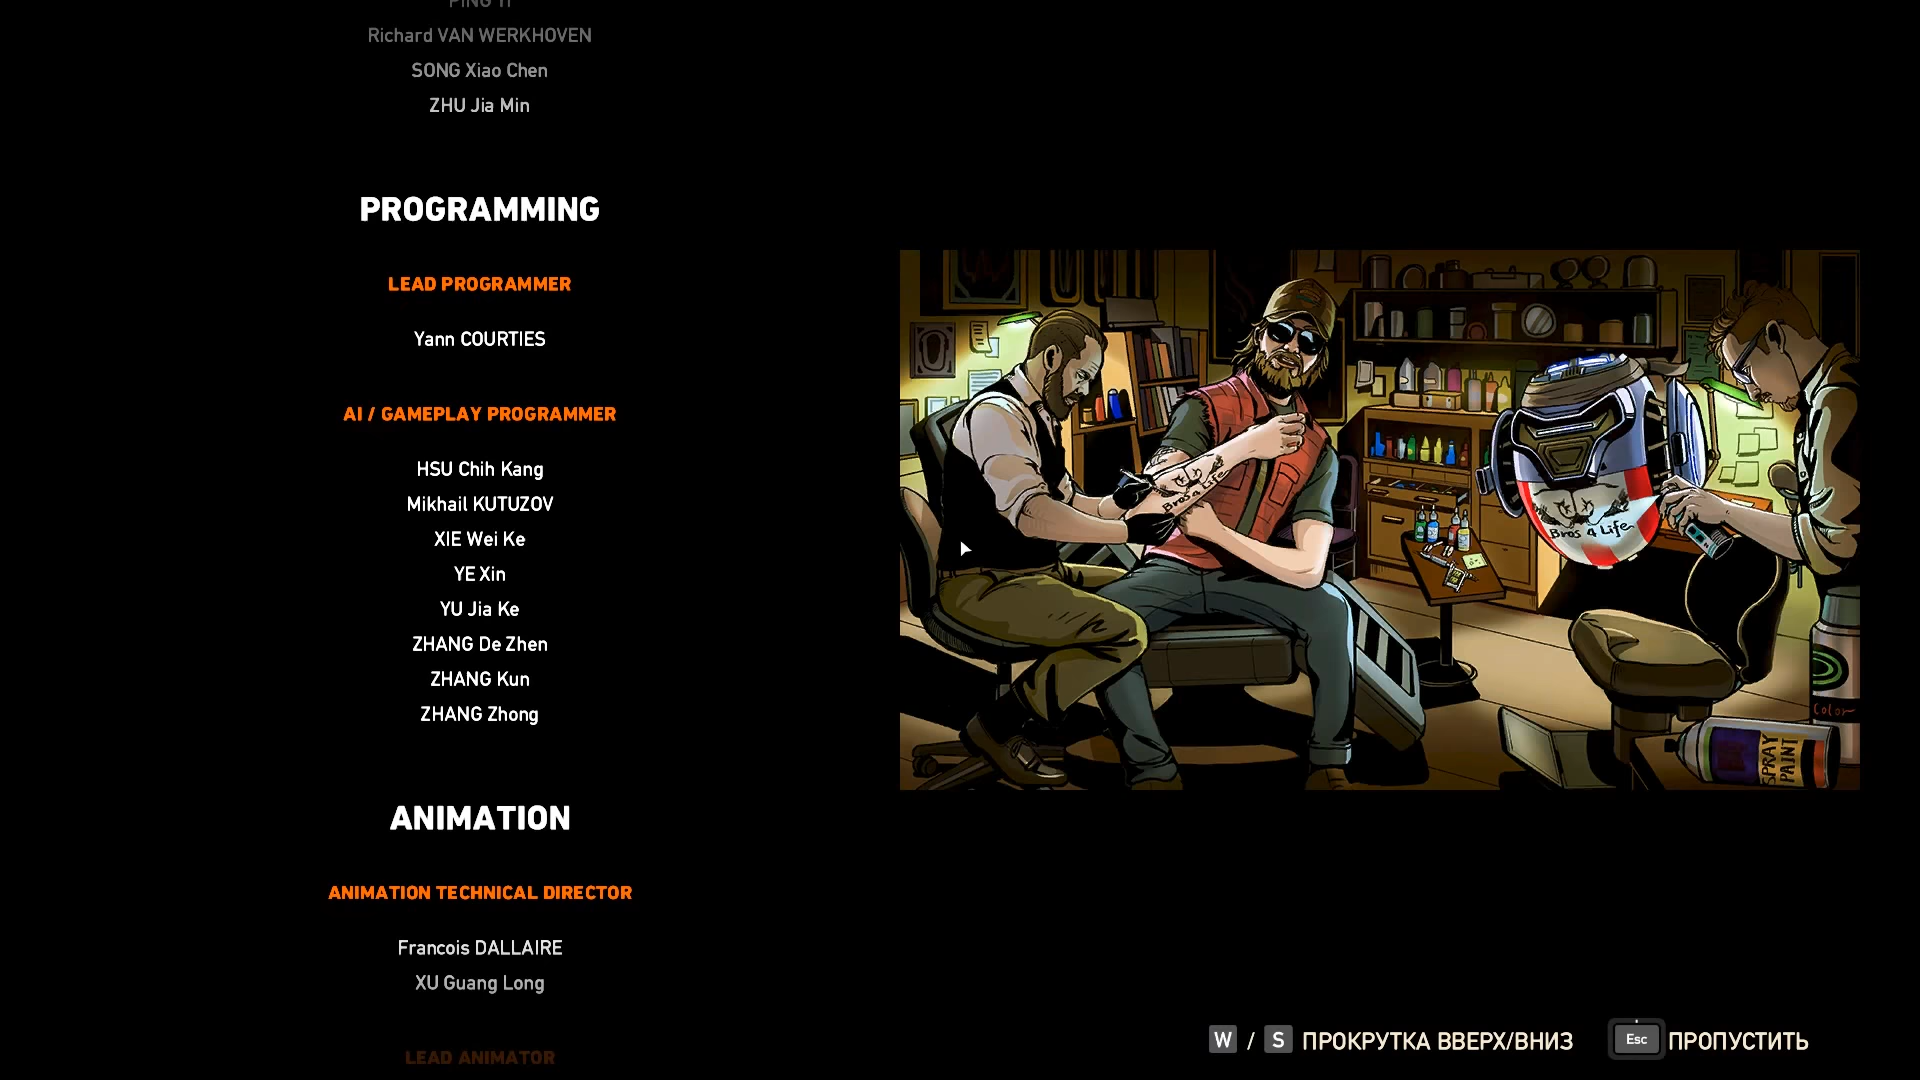 PING YI
Richard VAN WERKHOVEN
SONG Xiao Chen
ZHU Jia Min
PROGRAMMING
LEAD PROGRAMMER
Yann COURTIES
AI / GAMEPLAY PROGRAMMER
HSU Chih Kang
Mikhail KUTUZOV
XIE Wei Ke
YE Xin
YU Jia Ke
ZHANG De Zhen
ZHANG Kun
ZHANG Zhong
ANIMATION
ANIMATION TECHNICAL DIRECTOR
Francois DALLAIRE
XU Guang Long
LEAD ANIMATOR
Bros 4 Life
Bros 4 Life
Color
SPRAY
PAINT
W / S ПРОКРУТКА ВВЕРХ/ВНИЗ Esc ПРОПУСТИТЬ